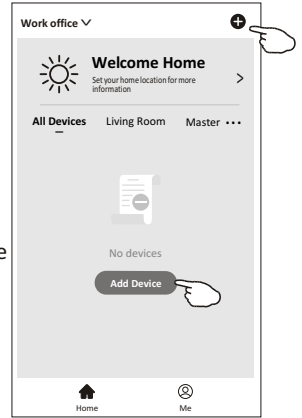 Work office
Welcome Home
Set your home location for more
information
All Devices Living Room Master •••
No devices
e
Add Device
Home Me